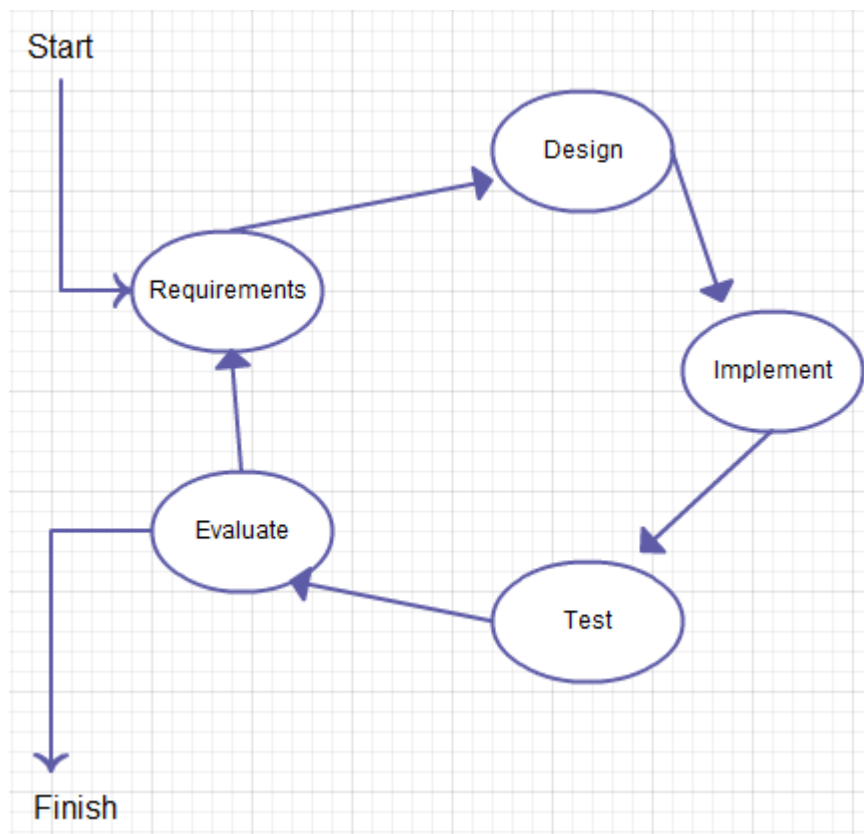 Start
Design
Requirements
Implement
Evaluate
Test
Finish